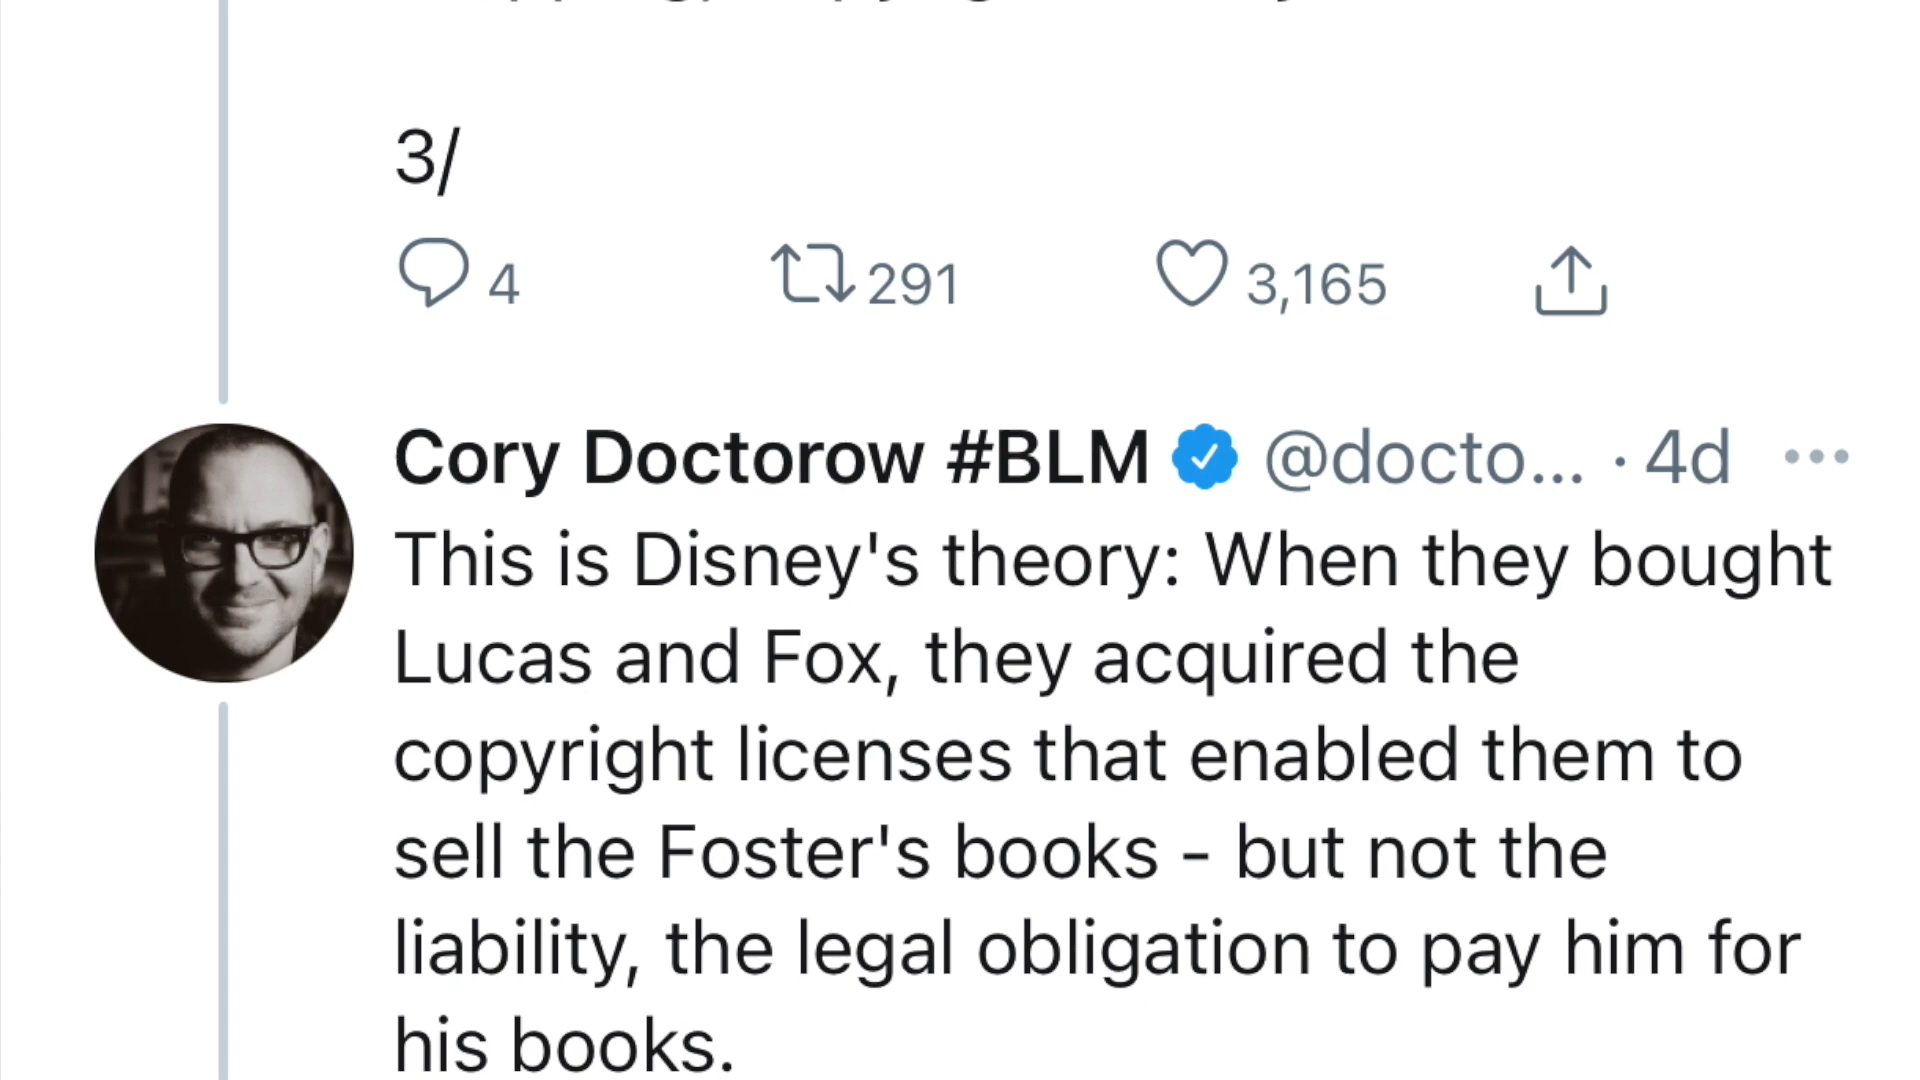 3/
4 291 3,165
Cory Doctorow #BLM @docto... · 4d
This is Disney's theory: When they bought
Lucas and Fox, they acquired the
copyright licenses that enabled them to
sell the Foster's books - but not the
liability, the legal obligation to pay him for
his books.